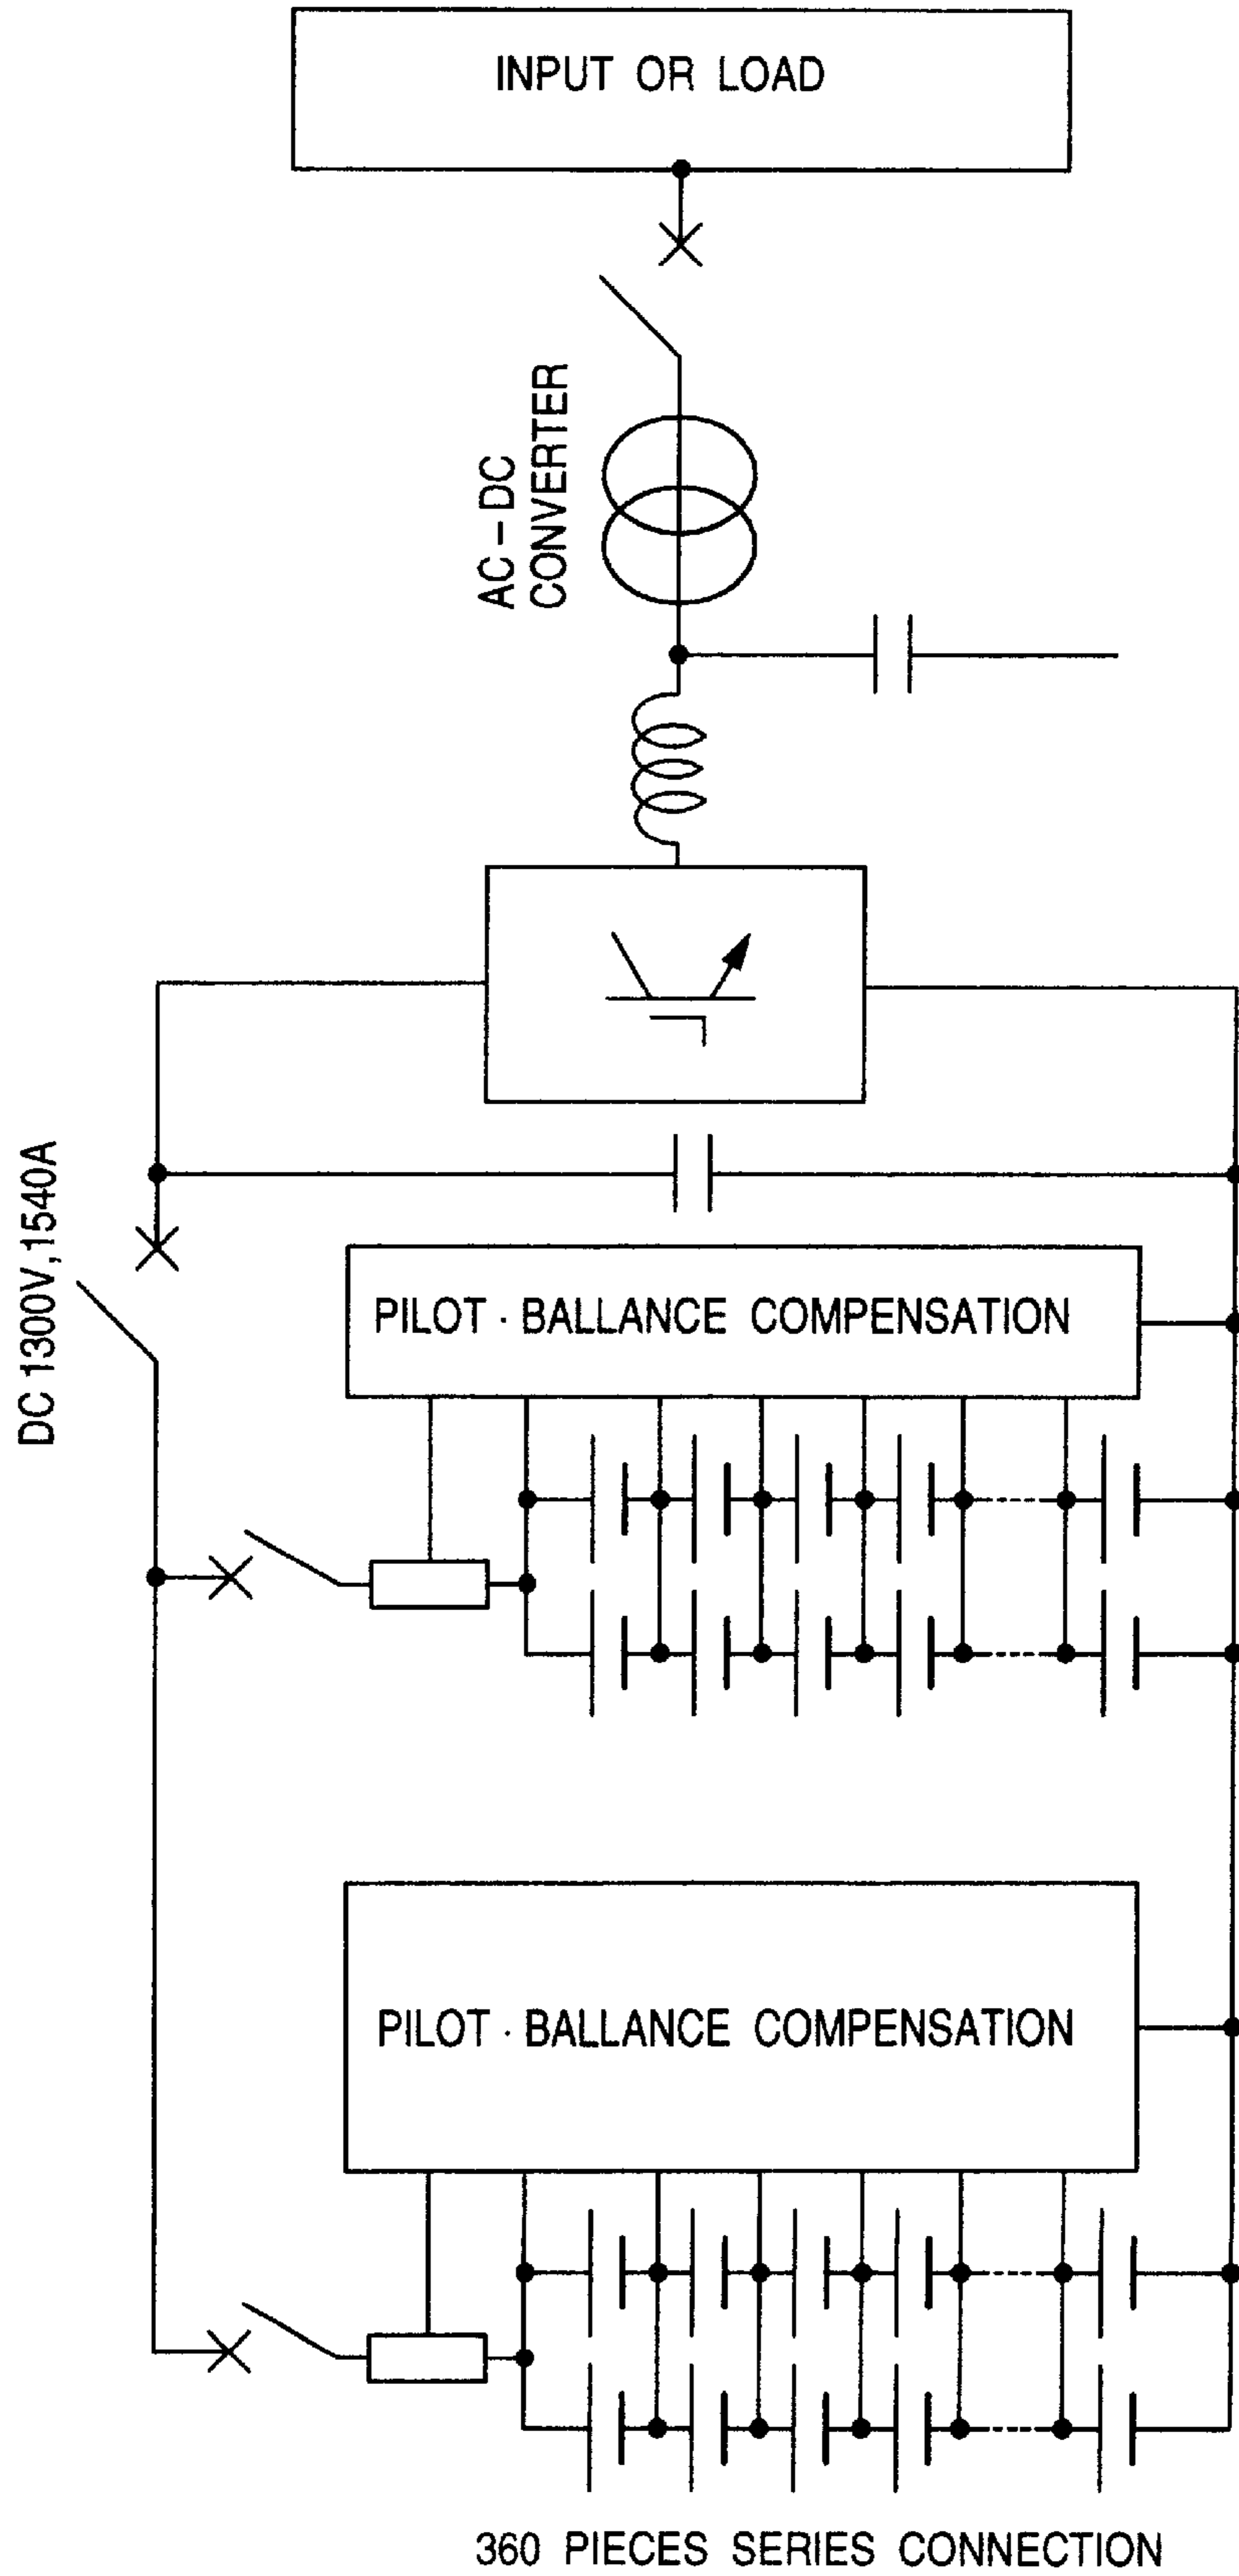 INPUT OR LOAD
AC–DC
CONVERTER
DC 1300V,1540A
PILOT · BALLANCE COMPENSATION
PILOT · BALLANCE COMPENSATION
360 PIECES SERIES CONNECTION